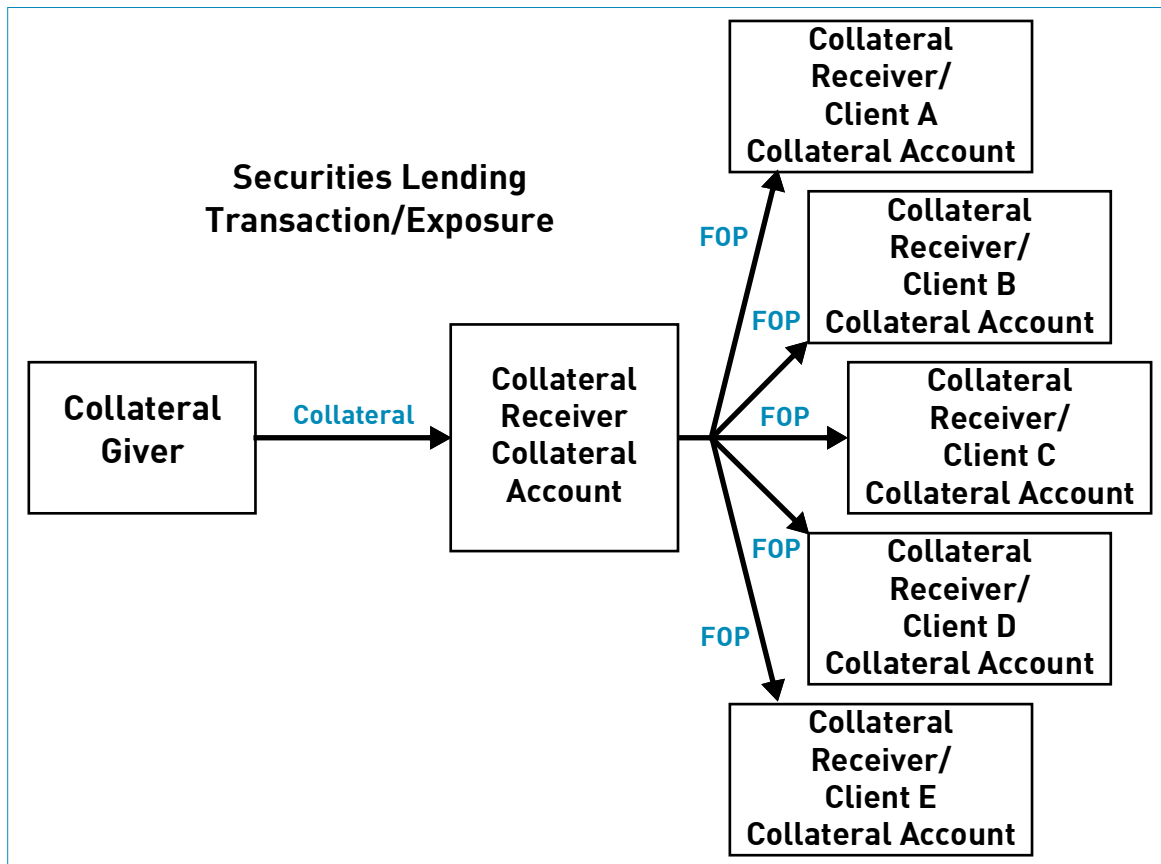 Securities Lending
Transaction/Exposure
Collateral
Giver
Collateral
Collateral
Receiver
Collateral
Account
FOP
Collateral
Receiver/
Client A
Collateral Account
FOP
Collateral
Receiver/
Client B
Collateral Account
FOP
Collateral
Receiver/
Client C
Collateral Account
FOP
Collateral
Receiver/
Client D
Collateral Account
FOP
Collateral
Receiver/
Client E
Collateral Account